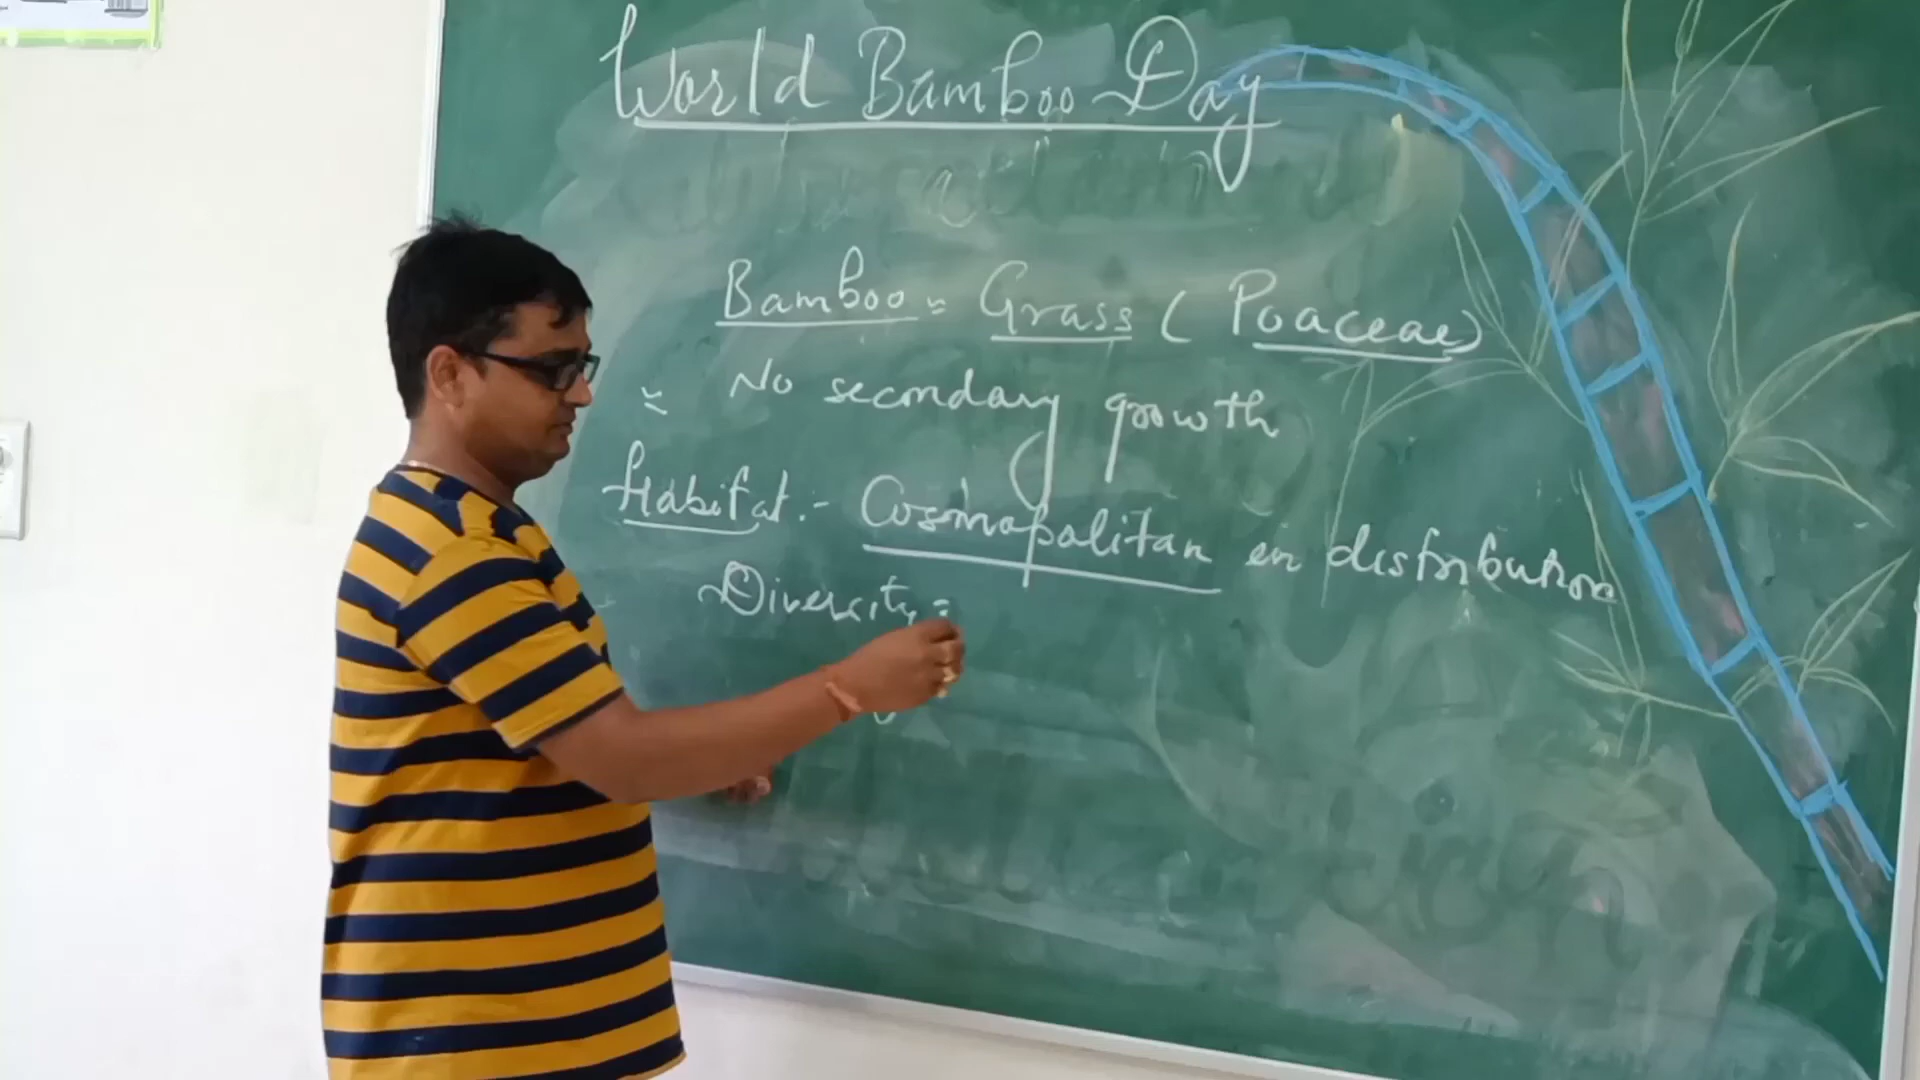 World Bamboo Day
Bamboo = Grass (Poaceae)
= No secondary growth
Habitat :- Cosmopolitan in distribution
Diversity =